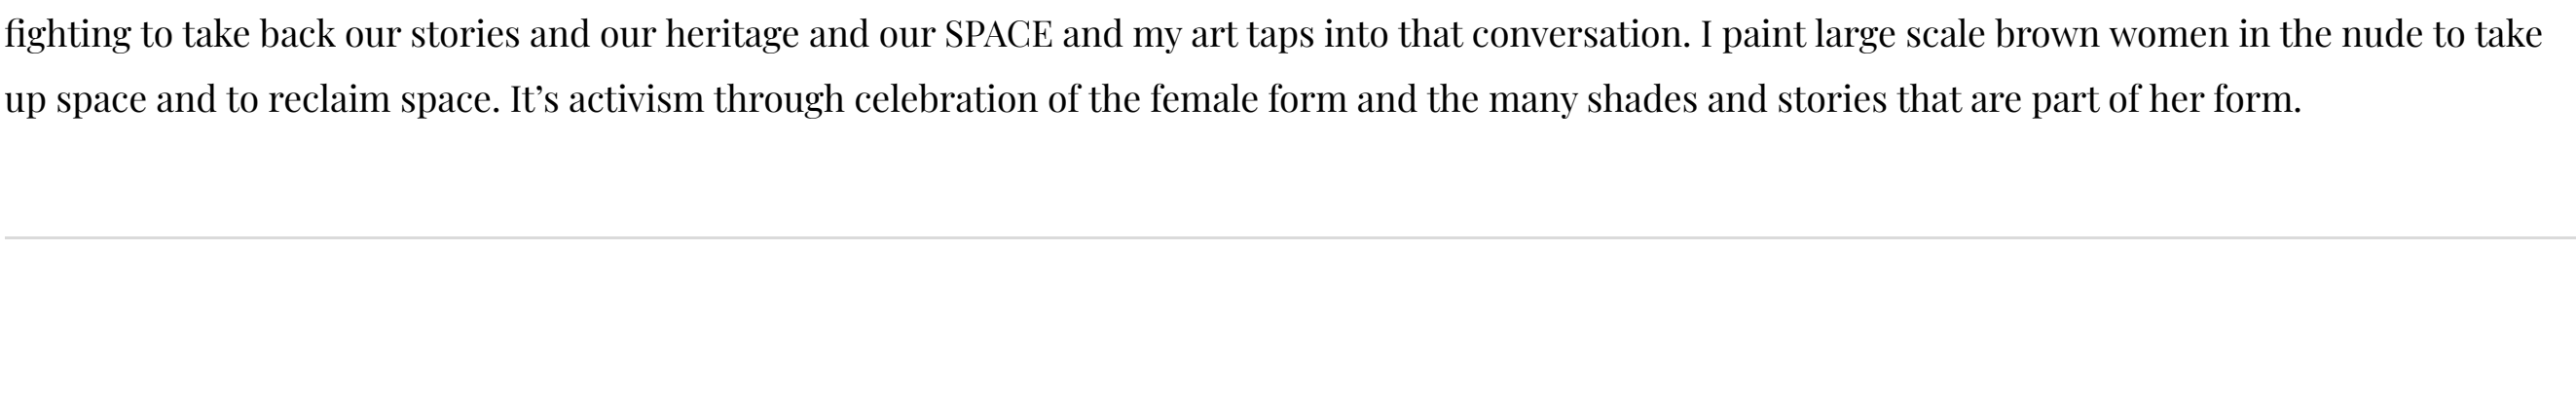 fighting to take back our stories and our heritage and our SPACE and my art taps into that conversation. I paint large scale brown women in the nude to take
up space and to reclaim space. It’s activism through celebration of the female form and the many shades and stories that are part of her form.